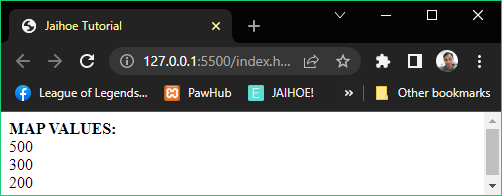 Jaihoe Tutorial
127.0.0.1:5500/index.h...
League of Legends... PawHub E JAIHOE! » Other bookmarks
MAP VALUES:
500
300
200